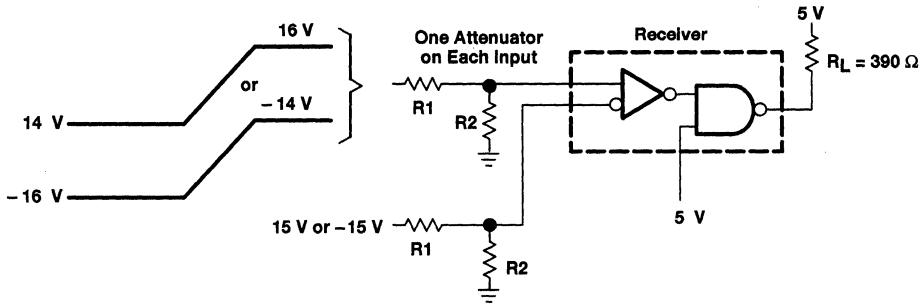 16 V
or
– 14 V
14 V
– 16 V
One Attenuator
on Each Input
R1
R2
Receiver
5 V
RL = 390 Ω
5 V
15 V or –15 V
R1
R2